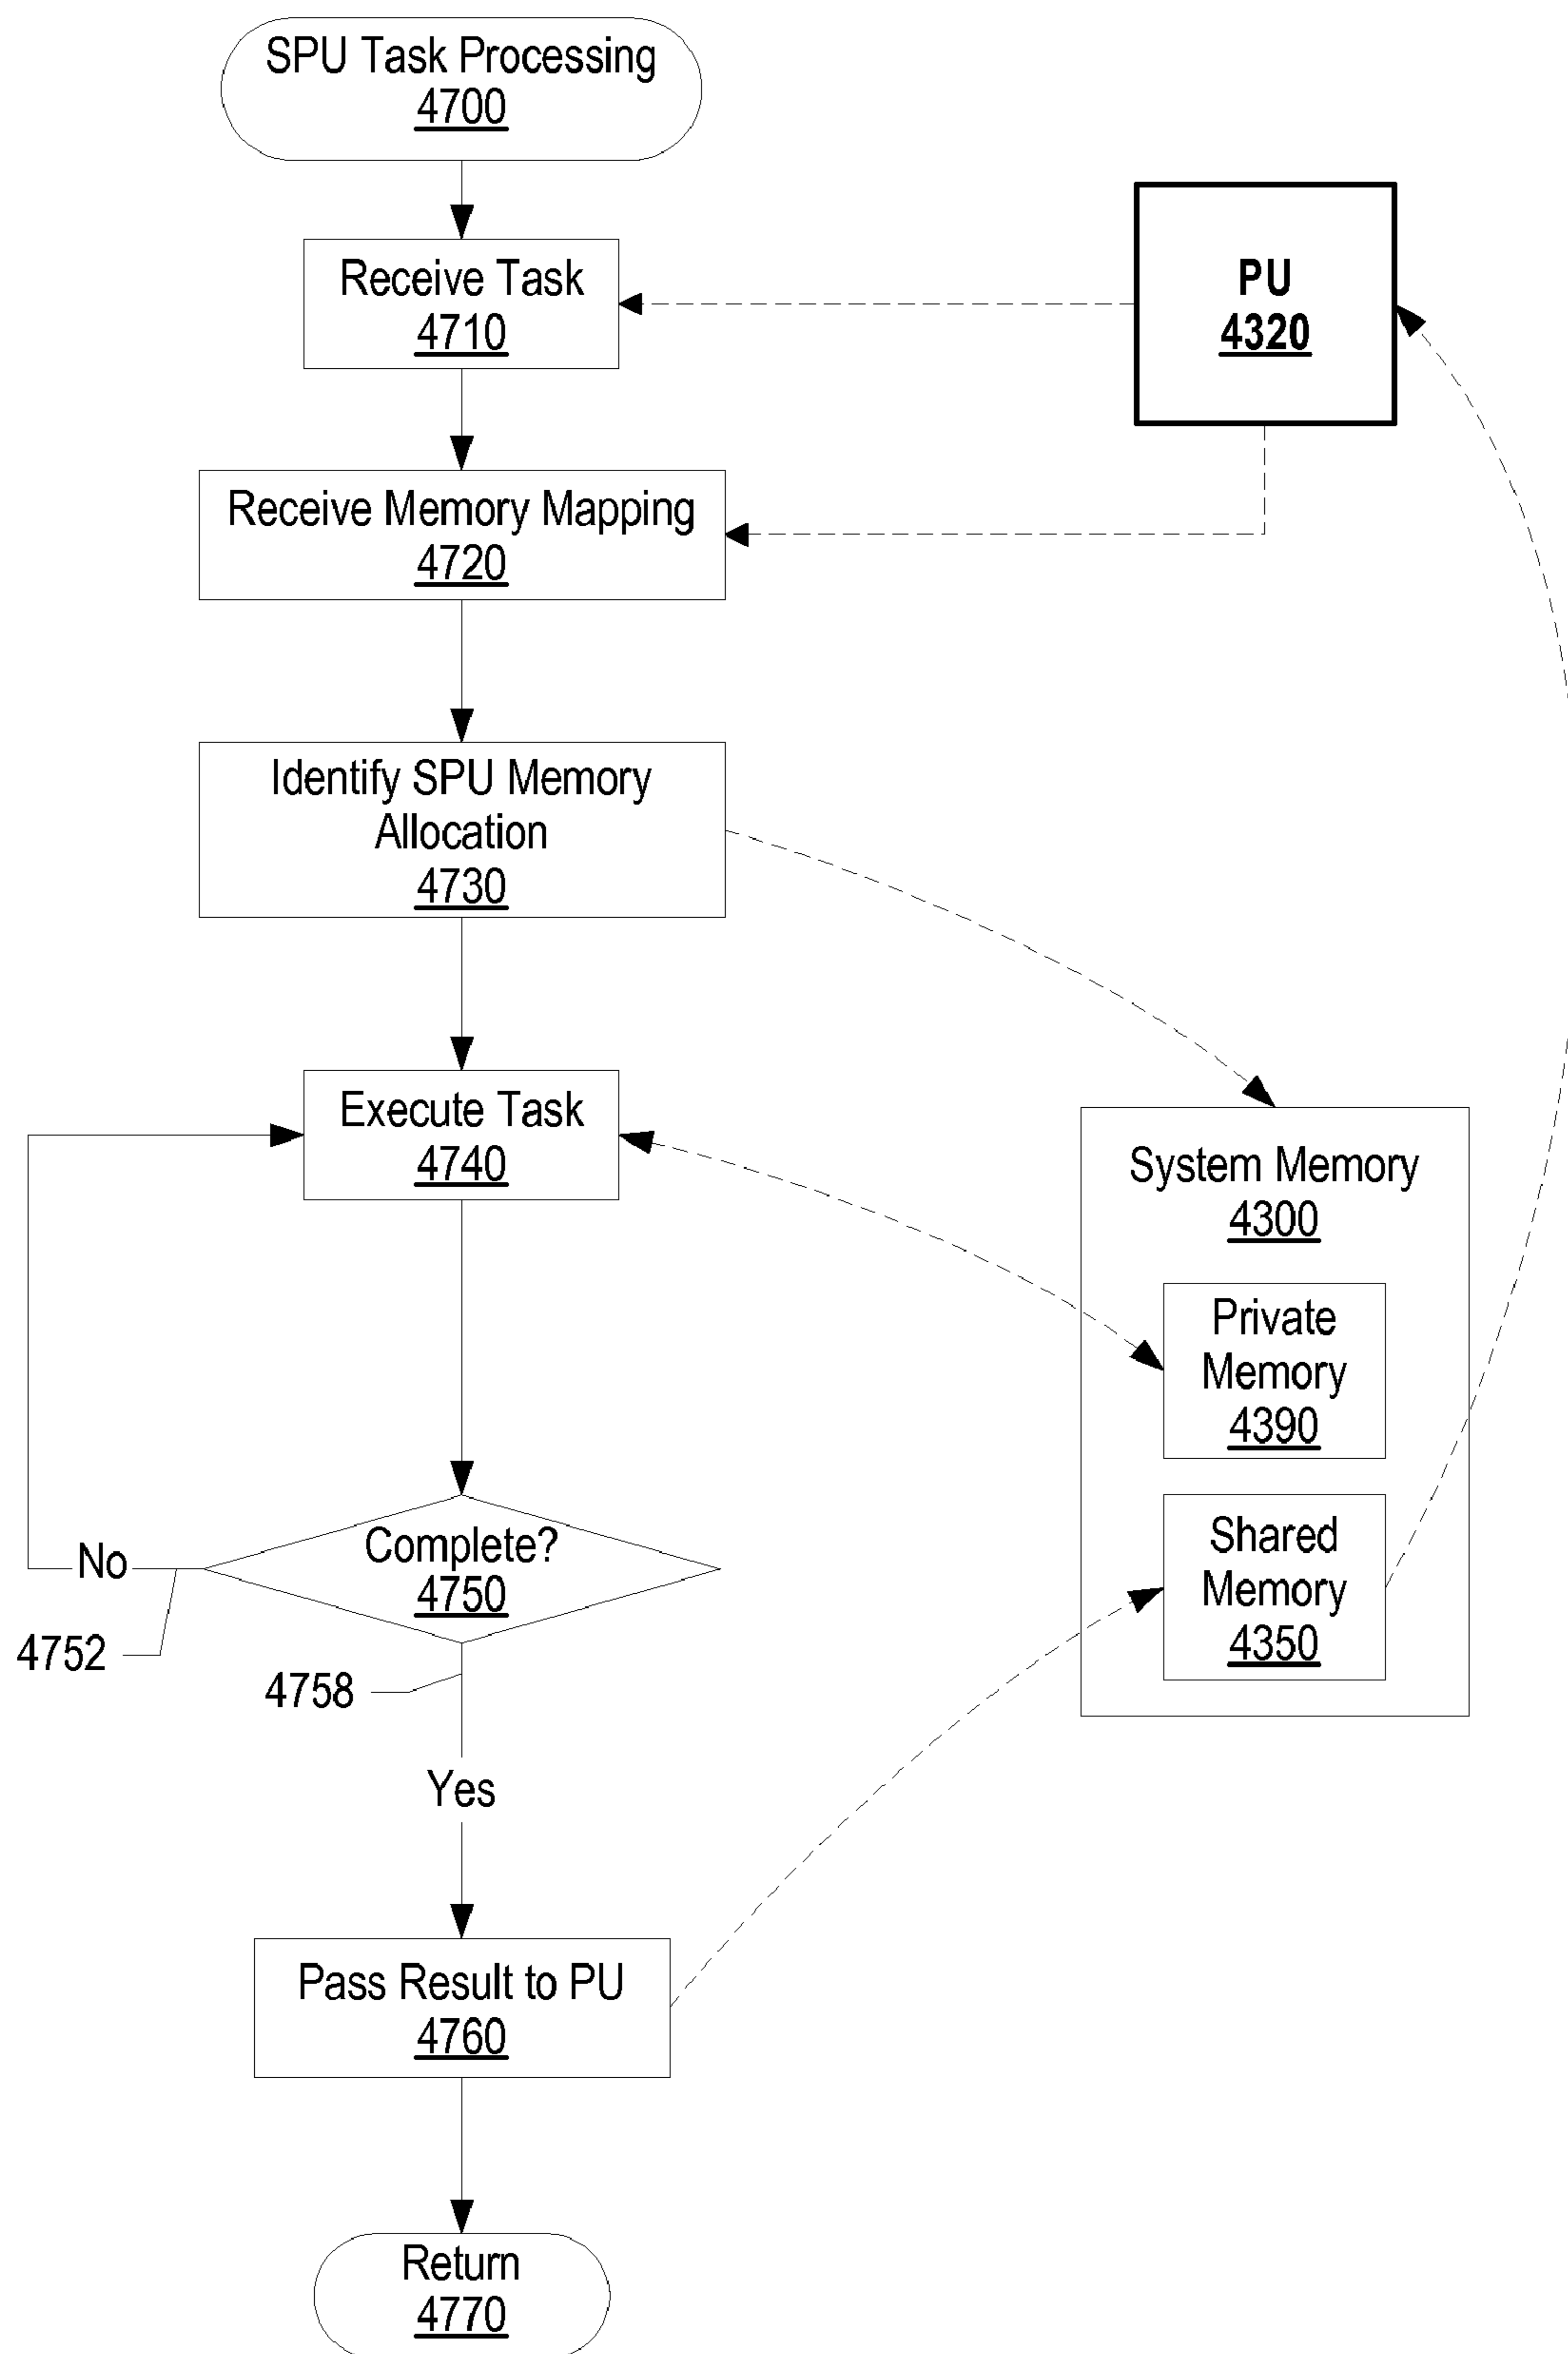 SPU Task Processing
4700
Receive Task
4710
PU
4320
Receive Memory Mapping
4720
Identify SPU Memory
Allocation
4730
Execute Task
4740
System Memory
4300
Private
Memory
4390
Shared
Memory
4350
Complete?
4750
No
4752
4758
Yes
Pass Result to PU
4760
Return
4770